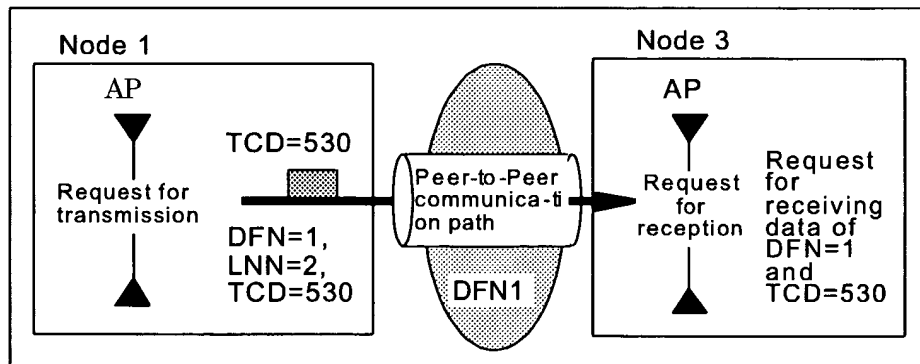 Node 1
AP
Request for
transmission
TCD=530
DFN=1,
LNN=2,
TCD=530
Peer-to-Peer
communica-ti
on path
DFN1
Node 3
AP
Request
for
reception
Request
for
receiving
data of
DFN=1
and
TCD=530